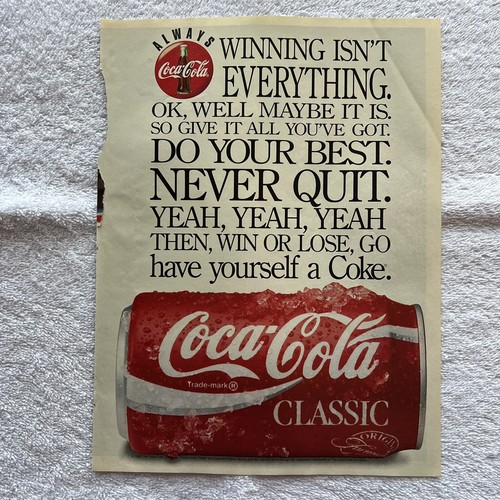 ALWAYS
Coca-Cola
WINNING ISN'T
EVERYTHING.
OK, WELL MAYBE IT IS.
SO GIVE IT ALL YOU'VE GOT.
DO YOUR BEST.
NEVER QUIT.
YEAH, YEAH, YEAH
THEN, WIN OR LOSE, GO
have yourself a Coke.
Coca-Cola
Trade-mark ®
CLASSIC